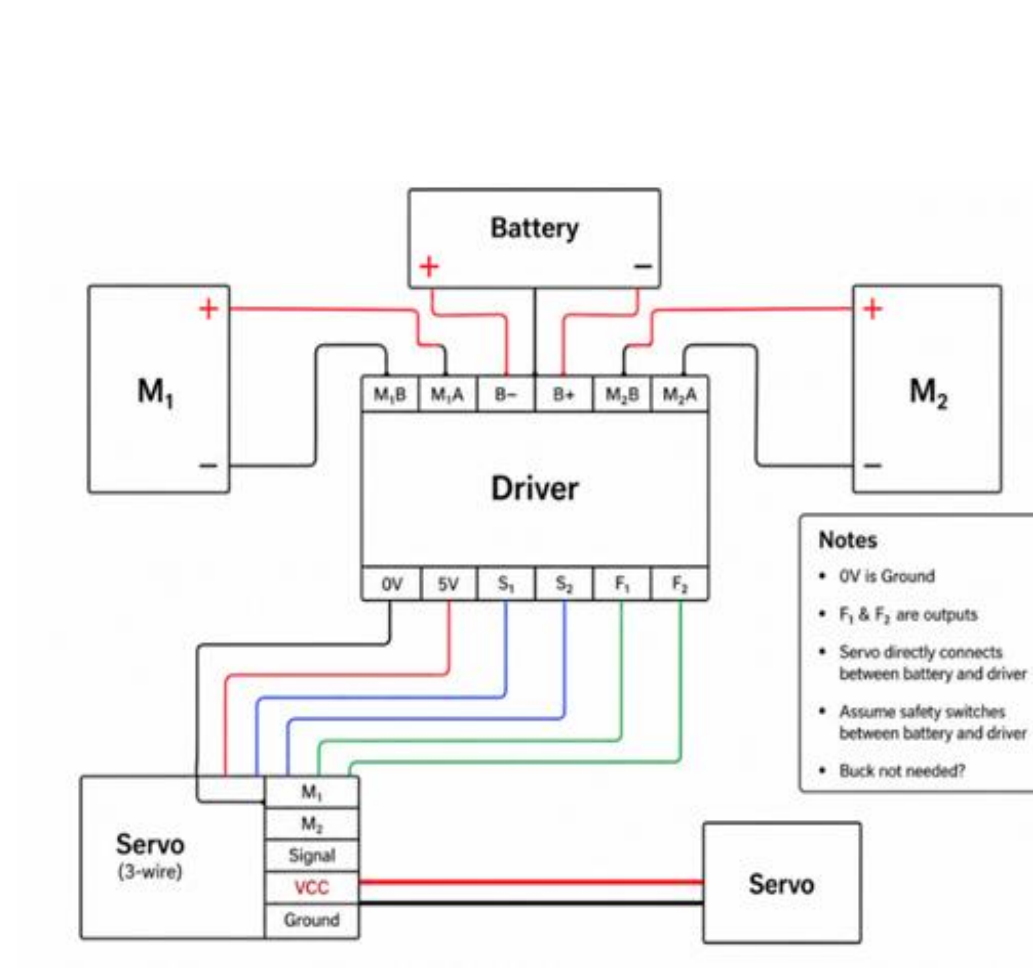 Battery
+ −
+
M₁
−
+
M₂
−
M₁B M₁A B− B+ M₂B M₂A
Driver
0V 5V S₁ S₂ F₁ F₂
Notes
• 0V is Ground
• F₁ & F₂ are outputs
• Servo directly connects
between battery and driver
• Assume safety switches
between battery and driver
• Buck not needed?
Servo
(3-wire)
M₁
M₂
Signal
VCC
Ground
Servo